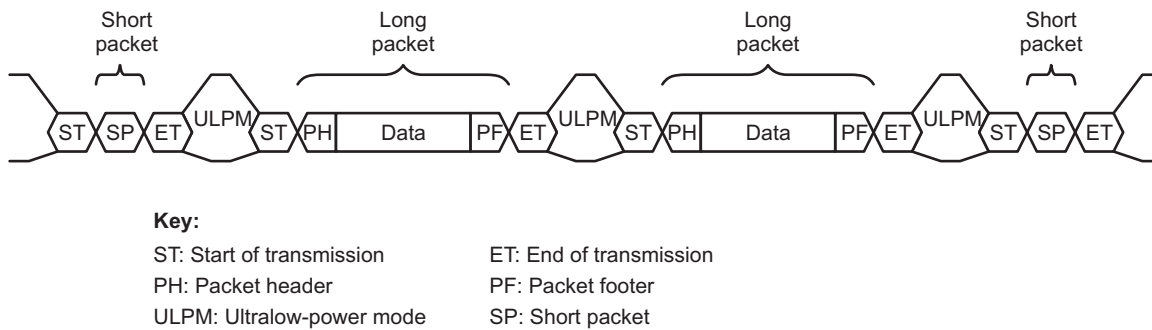 Short packet
Long packet
Long packet
Short packet
ST SP ET ULPM ST PH Data PF ET ULPM ST PH Data PF ET ULPM ST SP ET
Key:
ST: Start of transmission
ET: End of transmission
PH: Packet header
PF: Packet footer
ULPM: Ultralow-power mode
SP: Short packet